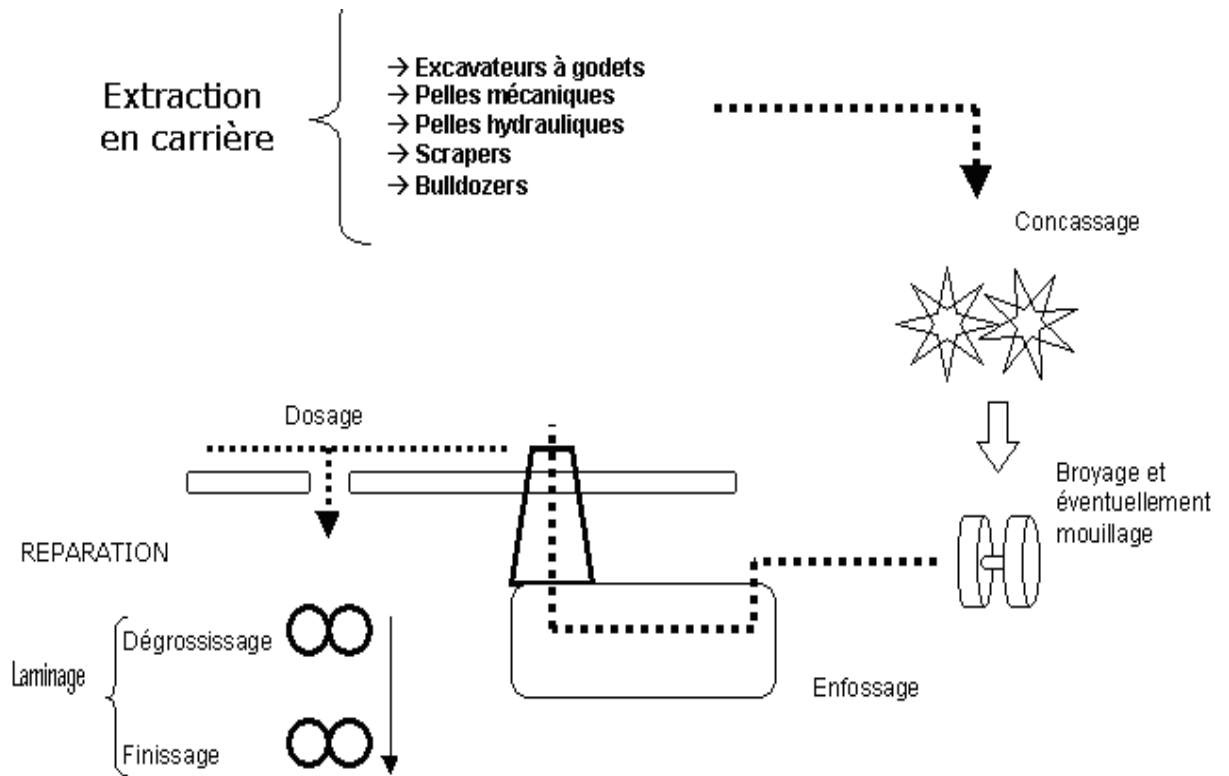 Extraction
en carrière
→ Excavateurs à godets
→ Pelles mécaniques
→ Pelles hydrauliques
→ Scrapers
→ Bulldozers
Concassage
Broyage et
éventuellement
mouillage
Enfossage
Dosage
REPARATION
Laminage
Dégrossissage
Finissage